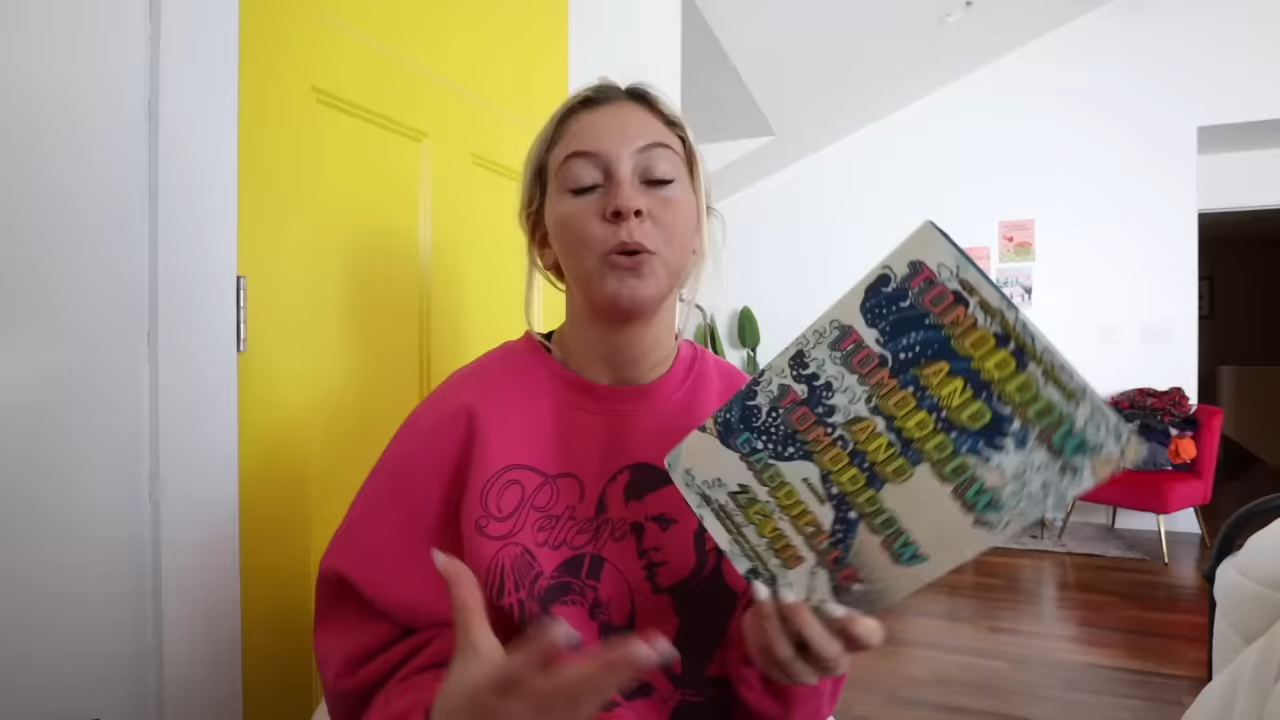 Peter
TOMORROW
AND
TOMORROW
AND
TOMORROW
GABRIELLE
ZEVIN